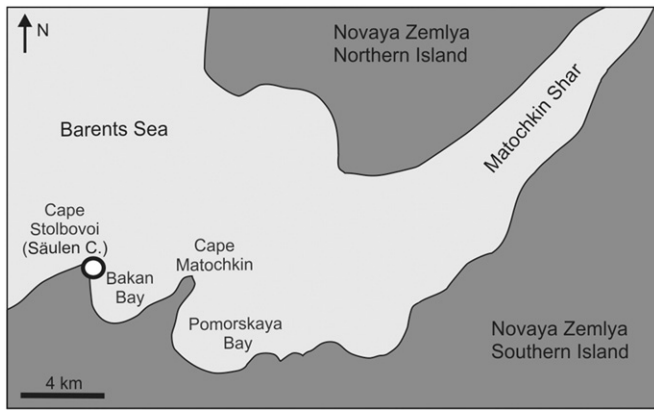 N
Novaya Zemlya
Northern Island
Barents Sea
Matochkin Shar
Cape
Stolbovoi
(Säulen C.)
Cape
Matochkin
Bakan
Bay
Pomorskaya
Bay
Novaya Zemlya
Southern Island
4 km